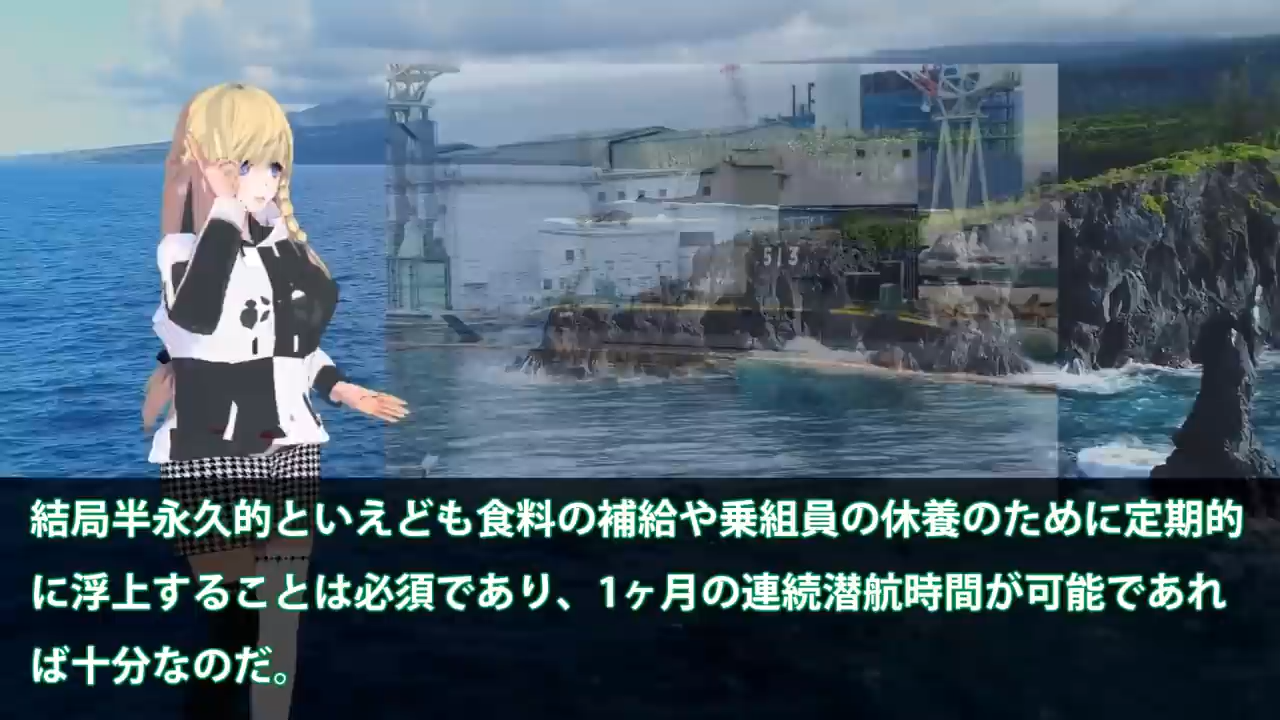 513
結局半永久的といえども食料の補給や乗組員の休養のために定期的
に浮上することは必須であり、1ヶ月の連続潜航時間が可能であれ
ば十分なのだ。